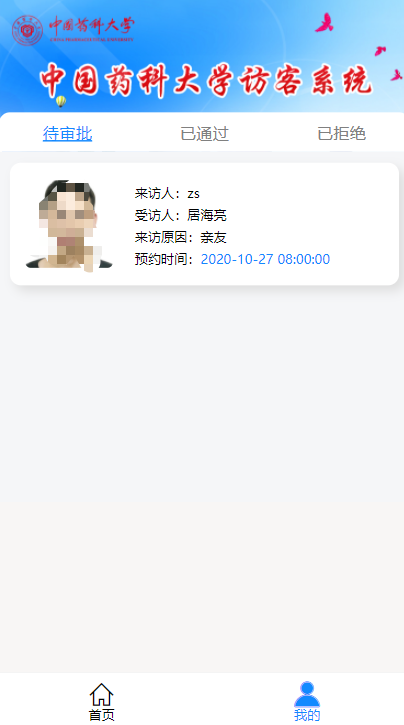 中国药科大学
中国药科大学访客系统
待审批 已通过 已拒绝
来访人：zs
受访人：居海亮
来访原因：亲友
预约时间：2020-10-27 08:00:00
首页 我的